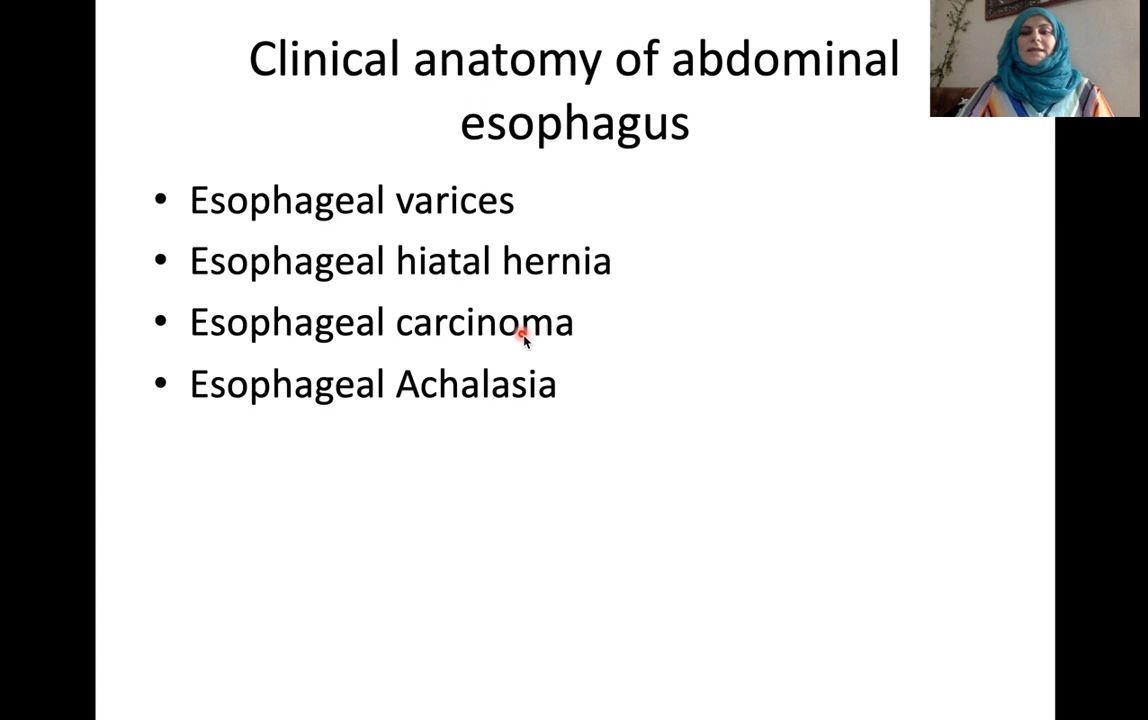 Clinical anatomy of abdominal
esophagus
• Esophageal varices
• Esophageal hiatal hernia
• Esophageal carcinoma
• Esophageal Achalasia